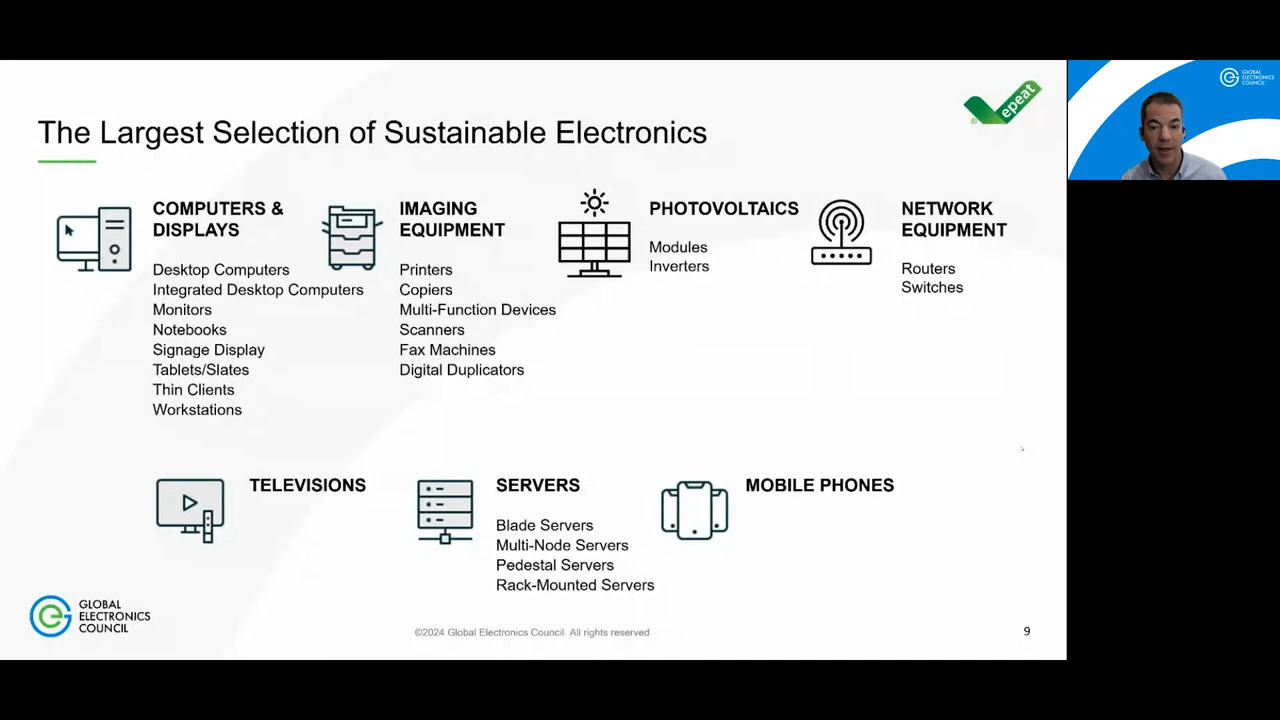 The Largest Selection of Sustainable Electronics
® epeat
COMPUTERS &
DISPLAYS
Desktop Computers
Integrated Desktop Computers
Monitors
Notebooks
Signage Display
Tablets/Slates
Thin Clients
Workstations
IMAGING
EQUIPMENT
Printers
Copiers
Multi-Function Devices
Scanners
Fax Machines
Digital Duplicators
PHOTOVOLTAICS
Modules
Inverters
NETWORK
EQUIPMENT
Routers
Switches
TELEVISIONS
SERVERS
Blade Servers
Multi-Node Servers
Pedestal Servers
Rack-Mounted Servers
MOBILE PHONES
GLOBAL
ELECTRONICS
COUNCIL
©2024 Global Electronics Council. All rights reserved
9
GLOBAL
ELECTRONICS
COUNCIL